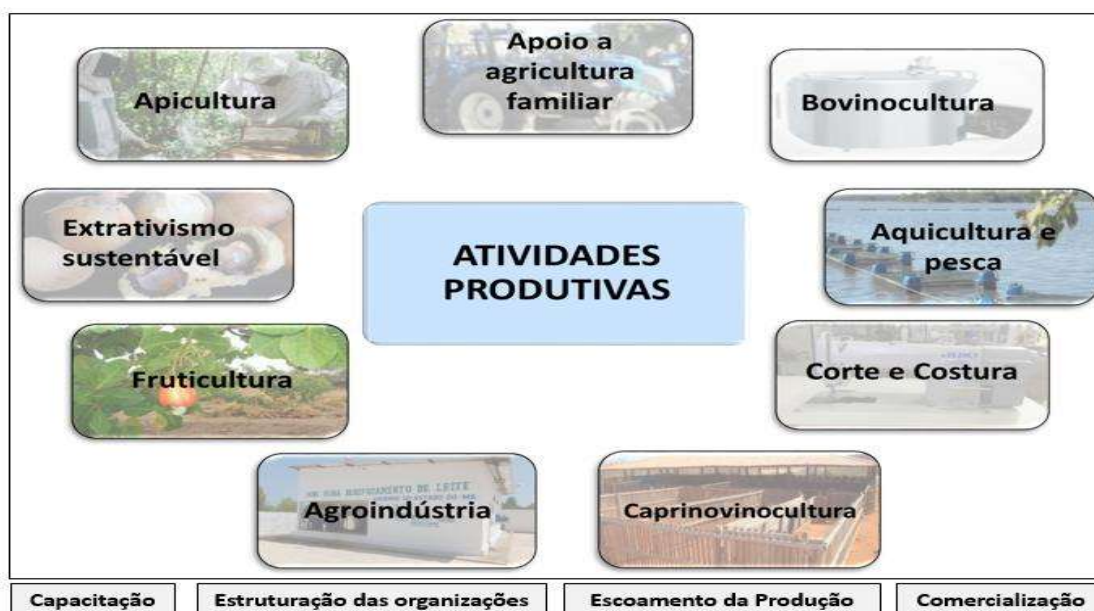 Apicultura
Apoio a
agricultura
familiar
Bovinocultura
Extrativismo
sustentável
ATIVIDADES
PRODUTIVAS
Aquicultura e
pesca
Fruticultura
Corte e Costura
Agroindústria
Caprinovinocultura
Capacitação
Estruturação das organizações
Escoamento da Produção
Comercialização